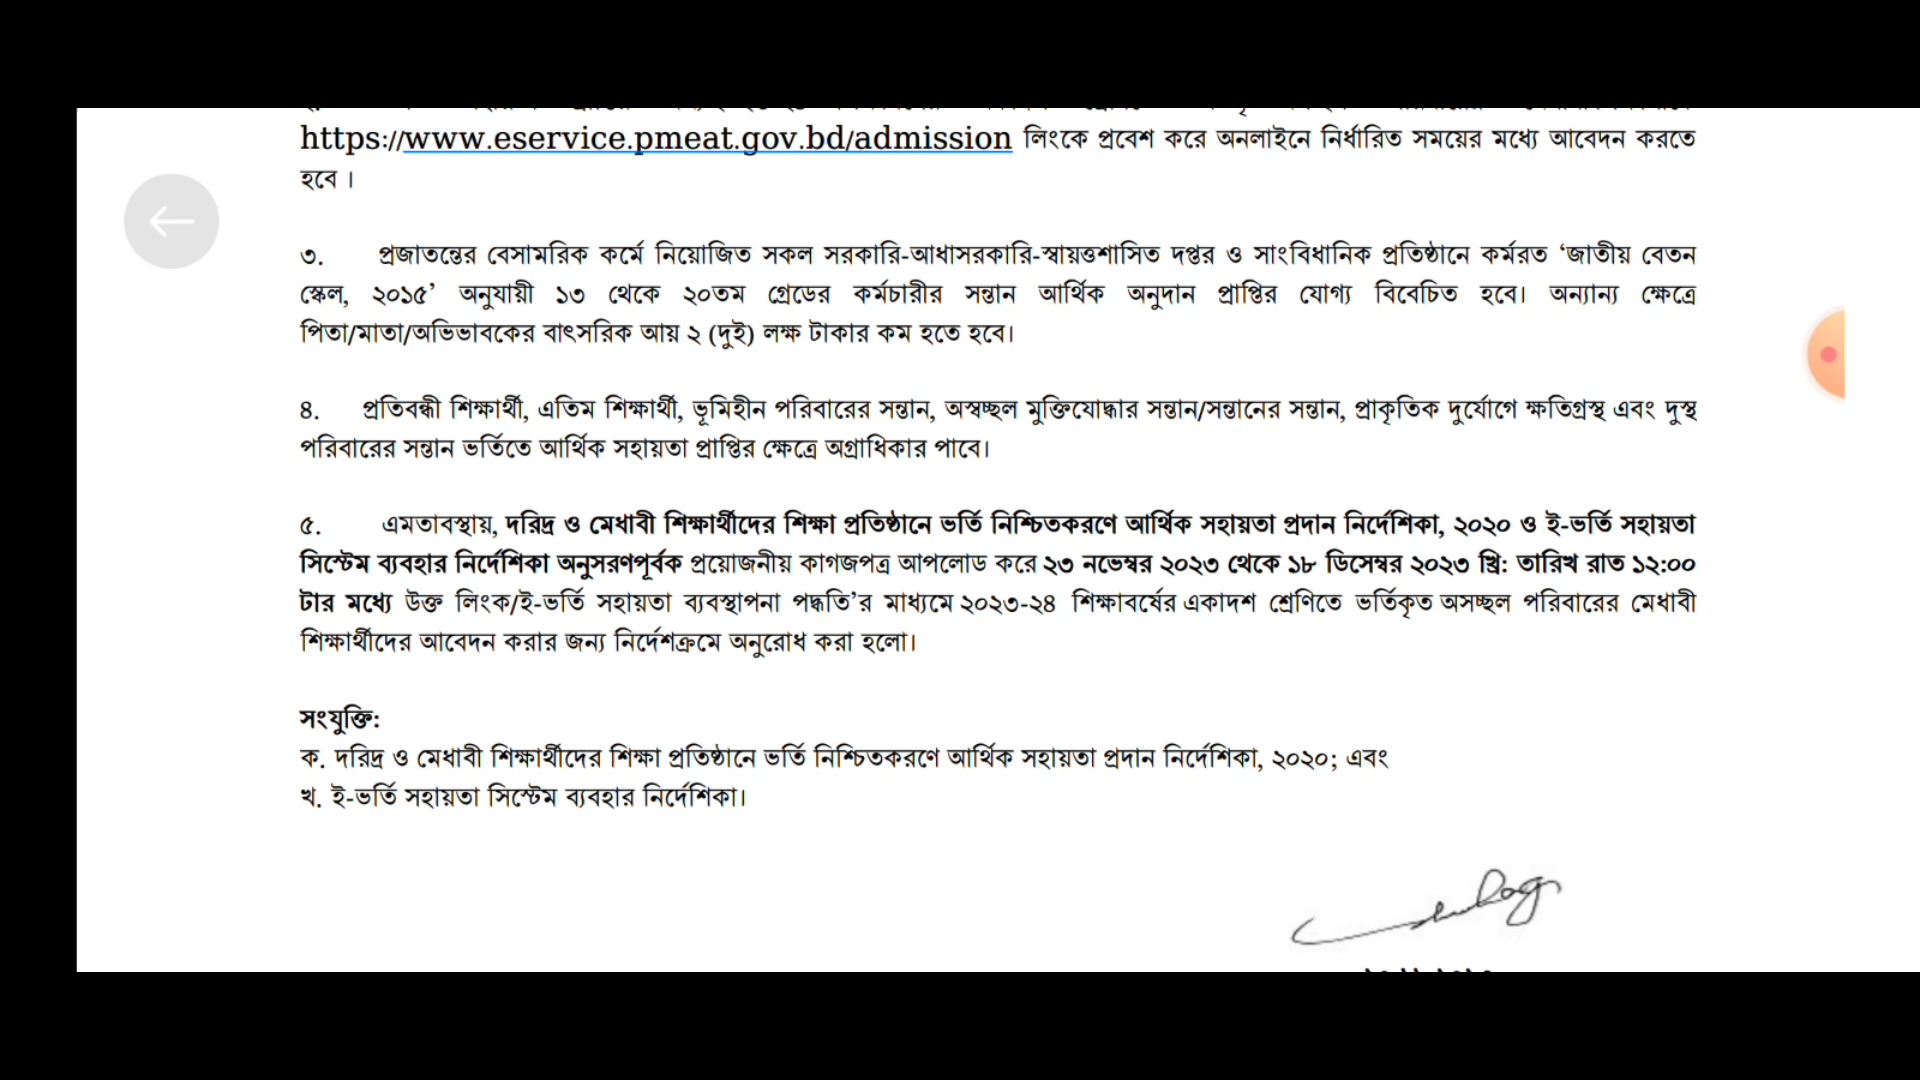 https://www.eservice.pmeat.gov.bd/admission লিংকে প্রবেশ করে অনলাইনে নির্ধারিত সময়ের মধ্যে আবেদন করতে
হবে ।
৩. প্রজাতন্ত্রের বেসামরিক কর্মে নিয়োজিত সকল সরকারি-আধাসরকারি-স্বায়ত্তশাসিত দপ্তর ও সাংবিধানিক প্রতিষ্ঠানে কর্মরত ‘জাতীয় বেতন
স্কেল, ২০১৫’ অনুযায়ী ১৩ থেকে ২০তম গ্রেডের কর্মচারীর সন্তান আর্থিক অনুদান প্রাপ্তির যোগ্য বিবেচিত হবে। অন্যান্য ক্ষেত্রে
পিতা/মাতা/অভিভাবকের বাৎসরিক আয় ২ (দুই) লক্ষ টাকার কম হতে হবে।
৪. প্রতিবন্ধী শিক্ষার্থী, এতিম শিক্ষার্থী, ভূমিহীন পরিবারের সন্তান, অস্বচ্ছল মুক্তিযোদ্ধার সন্তান/সন্তানের সন্তান, প্রাকৃতিক দুর্যোগে ক্ষতিগ্রস্থ এবং দুস্থ
পরিবারের সন্তান ভর্তিতে আর্থিক সহায়তা প্রাপ্তির ক্ষেত্রে অগ্রাধিকার পাবে।
৫. এমতাবস্থায়, দরিদ্র ও মেধাবী শিক্ষার্থীদের শিক্ষা প্রতিষ্ঠানে ভর্তি নিশ্চিতকরণে আর্থিক সহায়তা প্রদান নির্দেশিকা, ২০২০ ও ই-ভর্তি সহায়তা
সিস্টেম ব্যবহার নির্দেশিকা অনুসরণপূর্বক প্রয়োজনীয় কাগজপত্র আপলোড করে ২৩ নভেম্বর ২০২৩ থেকে ১৮ ডিসেম্বর ২০২৩ খ্রি: তারিখ রাত ১২:০০
টার মধ্যে উক্ত লিংক/ই-ভর্তি সহায়তা ব্যবস্থাপনা পদ্ধতি’র মাধ্যমে ২০২৩-২৪ শিক্ষাবর্ষের একাদশ শ্রেণিতে ভর্তিকৃত অসচ্ছল পরিবারের মেধাবী
শিক্ষার্থীদের আবেদন করার জন্য নির্দেশক্রমে অনুরোধ করা হলো।
সংযুক্তি:
ক. দরিদ্র ও মেধাবী শিক্ষার্থীদের শিক্ষা প্রতিষ্ঠানে ভর্তি নিশ্চিতকরণে আর্থিক সহায়তা প্রদান নির্দেশিকা, ২০২০; এবং
খ. ই-ভর্তি সহায়তা সিস্টেম ব্যবহার নির্দেশিকা।